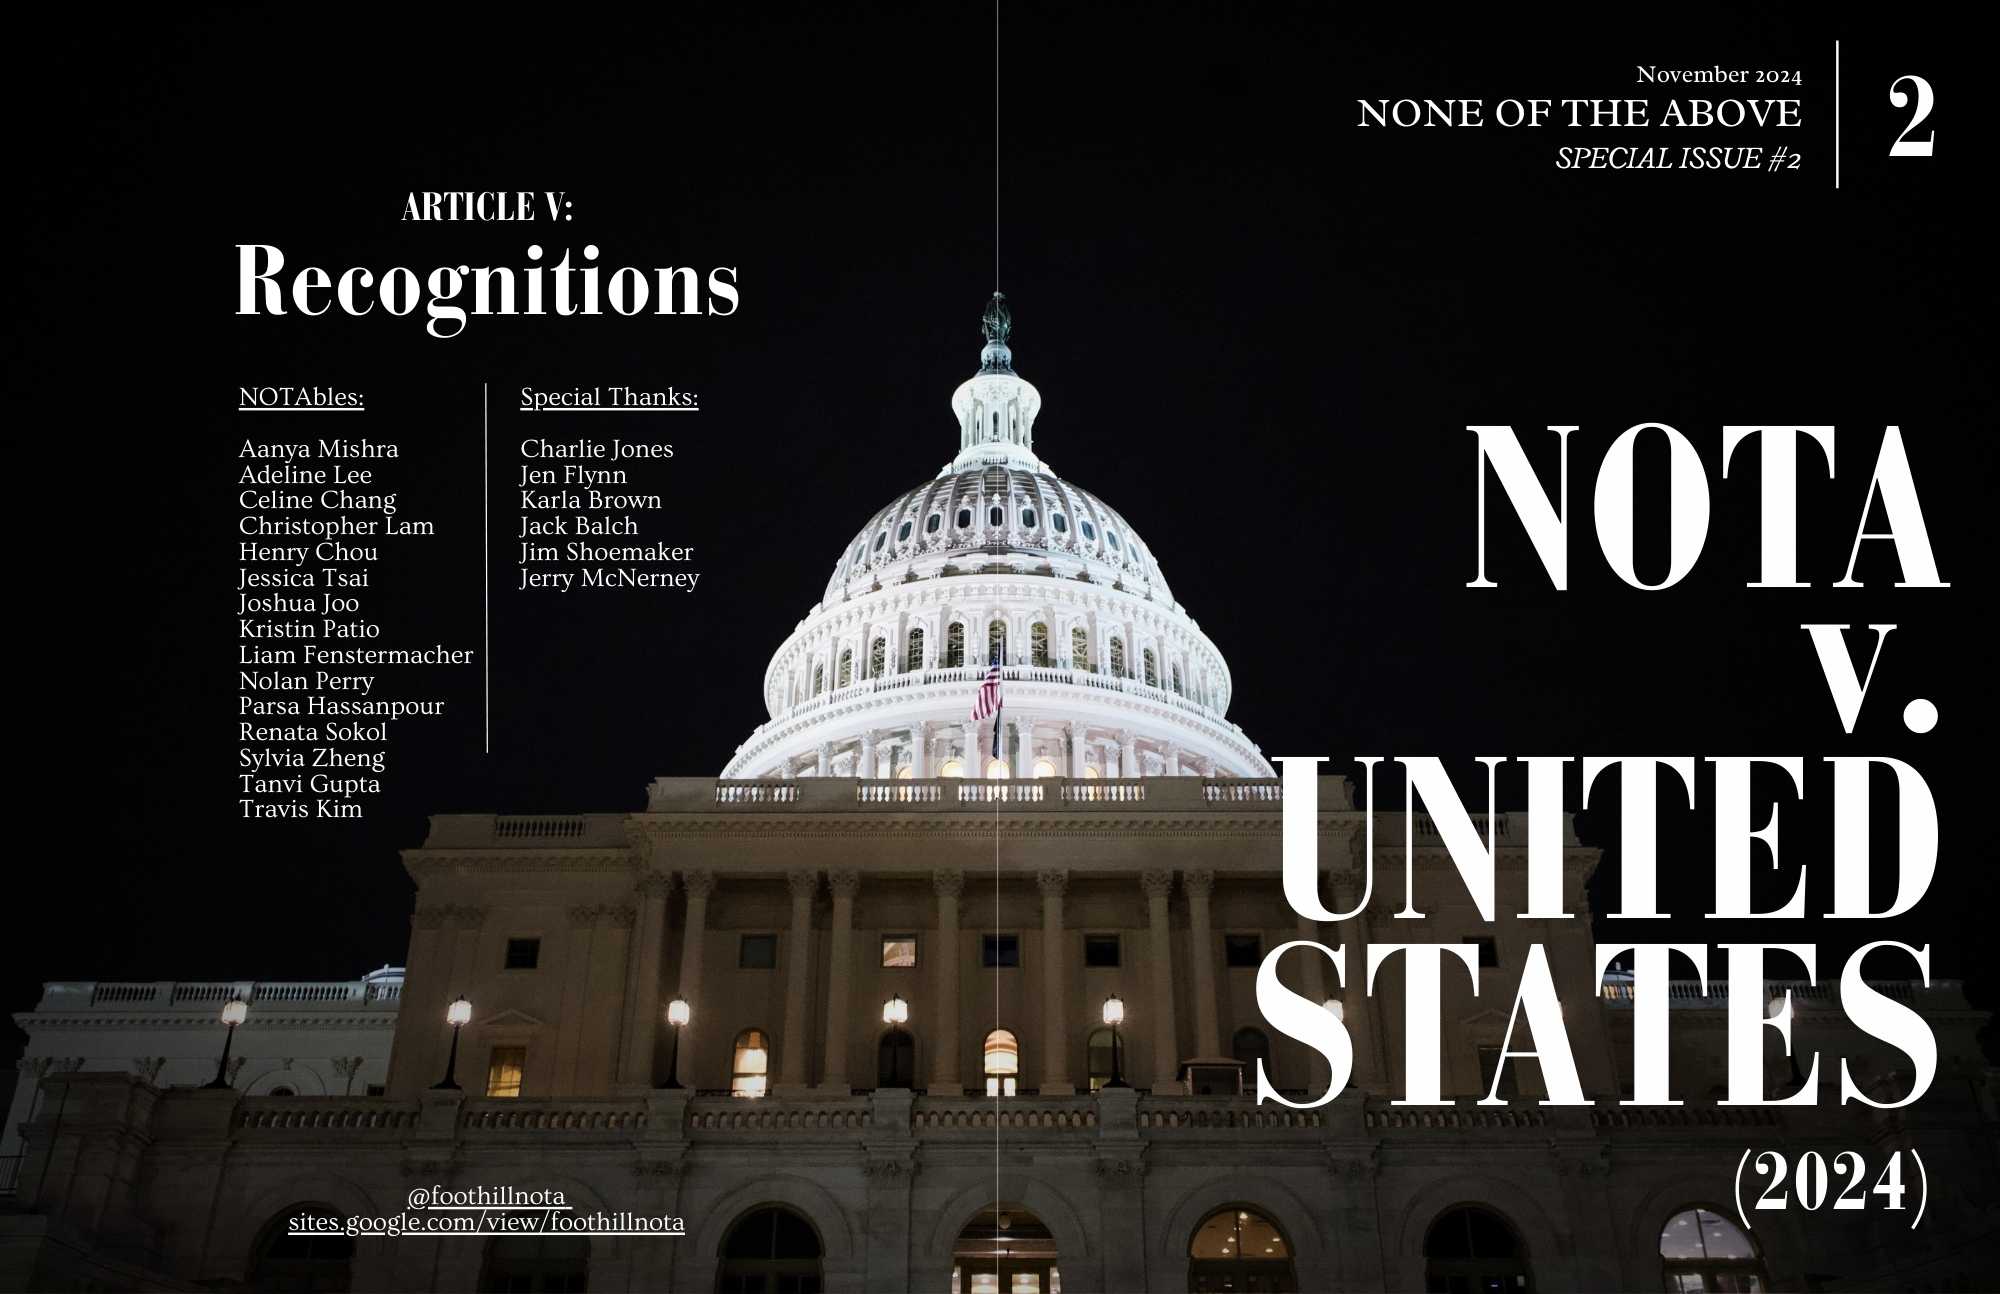 ARTICLE V:
Recognitions
NOTAbles:
Aanya Mishra
Adeline Lee
Celine Chang
Christopher Lam
Henry Chou
Jessica Tsai
Joshua Joo
Kristin Patio
Liam Fenstermacher
Nolan Perry
Parsa Hassanpour
Renata Sokol
Sylvia Zheng
Tanvi Gupta
Travis Kim
Special Thanks:
Charlie Jones
Jen Flynn
Karla Brown
Jack Balch
Jim Shoemaker
Jerry McNerney
@foothillnota
sites.google.com/view/foothillnota
November 2024
NONE OF THE ABOVE
SPECIAL ISSUE #2
2
NOTA
v.
UNITED
STATES
(2024)